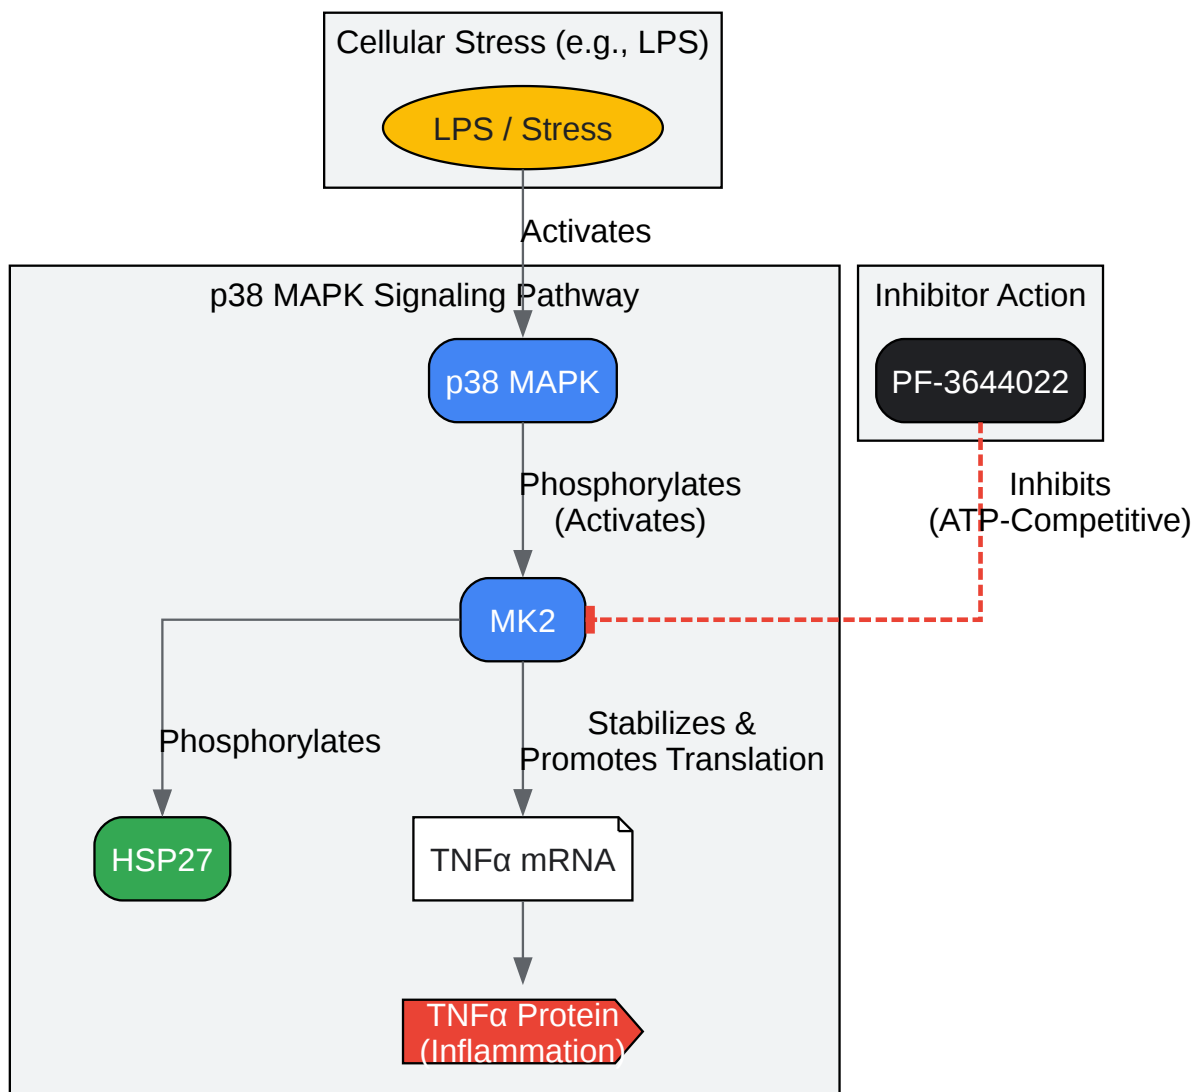 Cellular Stress (e.g., LPS)
LPS / Stress
Activates
p38 MAPK Signaling Pathway
Inhibitor Action
p38 MAPK
PF-3644022
Phosphorylates
(Activates)
Inhibits
(ATP-Competitive)
MK2
Phosphorylates
Stabilizes &
Promotes Translation
HSP27
TNFα mRNA
TNFα Protein
(Inflammation)